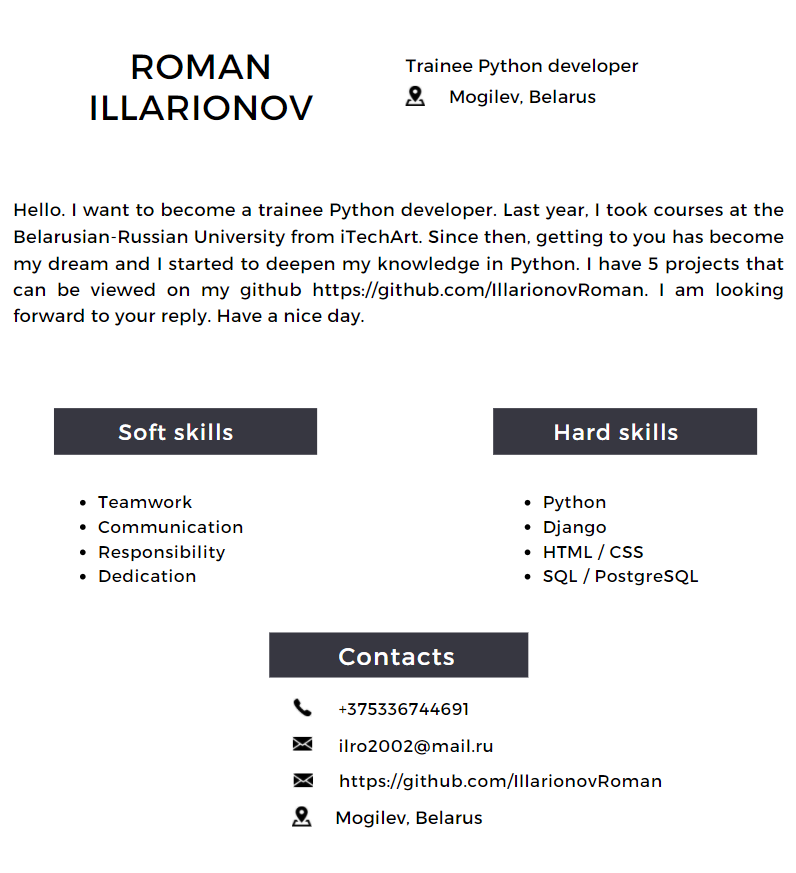 ROMAN
ILLARIONOV
Trainee Python developer
Mogilev, Belarus
Hello. I want to become a trainee Python developer. Last year, I took courses at the
Belarusian-Russian University from iTechArt. Since then, getting to you has become
my dream and I started to deepen my knowledge in Python. I have 5 projects that
can be viewed on my github https://github.com/IllarionovRoman. I am looking
forward to your reply. Have a nice day.
Soft skills
• Teamwork
• Communication
• Responsibility
• Dedication
Hard skills
• Python
• Django
• HTML / CSS
• SQL / PostgreSQL
Contacts
+375336744691
ilro2002@mail.ru
https://github.com/IllarionovRoman
Mogilev, Belarus